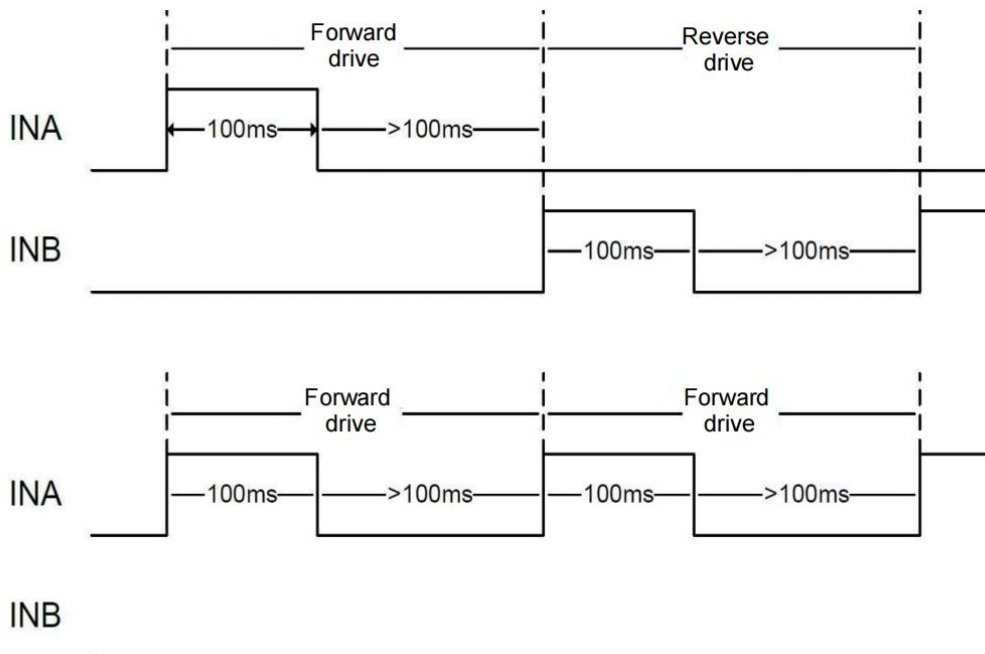 Forward
drive
Reverse
drive
INA
100ms
>100ms
INB
100ms
>100ms
Forward
drive
Forward
drive
INA
100ms
>100ms
100ms
>100ms
INB